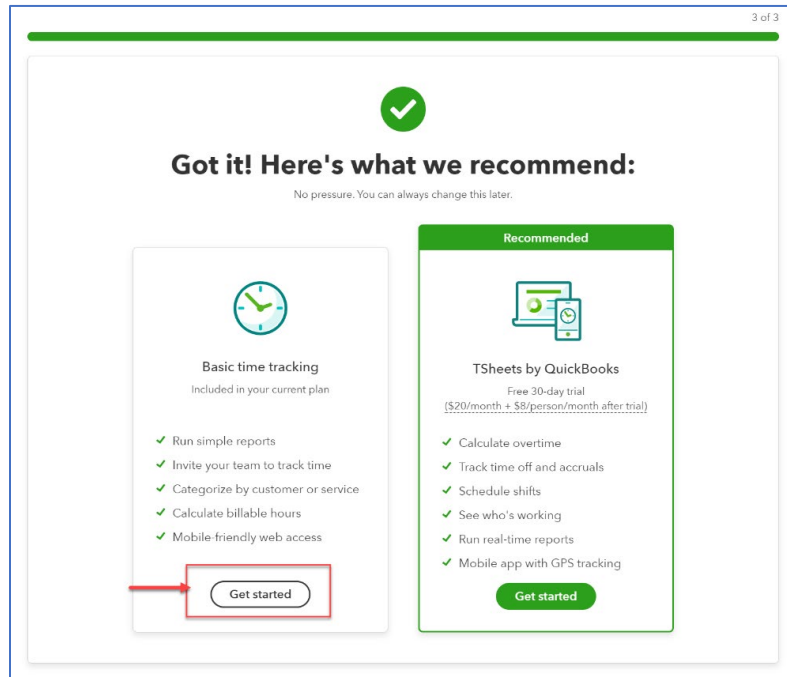 3 of 3
Got it! Here's what we recommend:
No pressure. You can always change this later.
Basic time tracking
Included in your current plan
Run simple reports
Invite your team to track time
Categorize by customer or service
Calculate billable hours
Mobile-friendly web access
Get started
Recommended
TSheets by QuickBooks
Free 30-day trial
($20/month + $8/person/month after trial)
Calculate overtime
Track time off and accruals
Schedule shifts
See who's working
Run real-time reports
Mobile app with GPS tracking
Get started